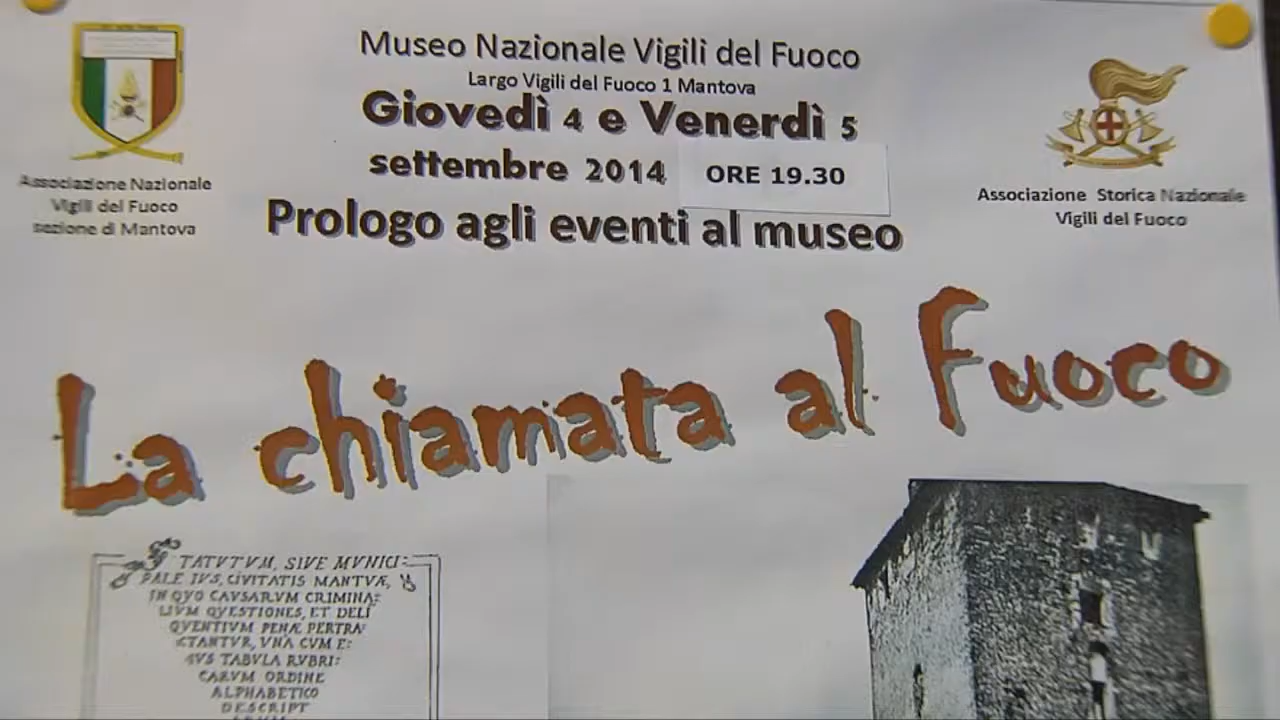 Museo Nazionale Vigili del Fuoco
Largo Vigili del Fuoco 1 Mantova
Giovedì 4 e Venerdì 5
settembre 2014 ORE 19.30
Prologo agli eventi al museo
Associazione Nazionale
Vigili del Fuoco
sezione di Mantova
Associazione Storica Nazionale
Vigili del Fuoco
La chiamata al Fuoco
TATVTVM, SIVE MVNICI-
PALE IVS, CIVITATIS MANTVÆ,
IN QVO CAVSARVM CRIMINA-
LIVM QVESTIONES, ET DELI
QVENTIVM PENÆ PERTRA-
CTANTVR, VNA CVM E-
IVS TABVLA RVBRI-
CARVM ORDINE
ALPHABETICO
DESCRIPT